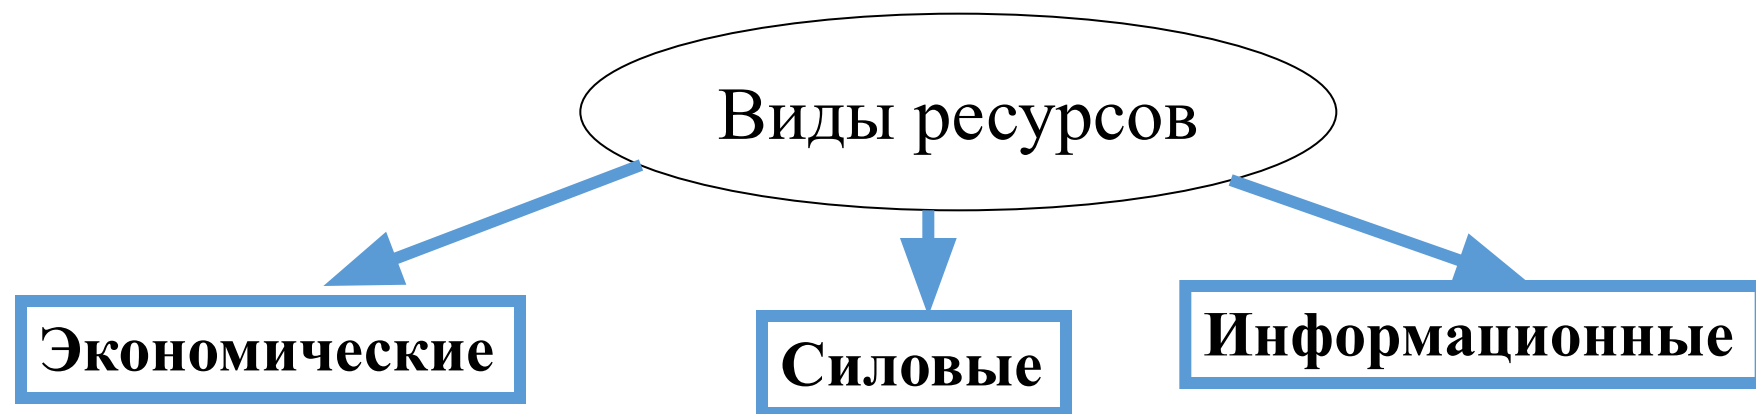 Виды ресурсов
Экономические
Силовые
Информационные